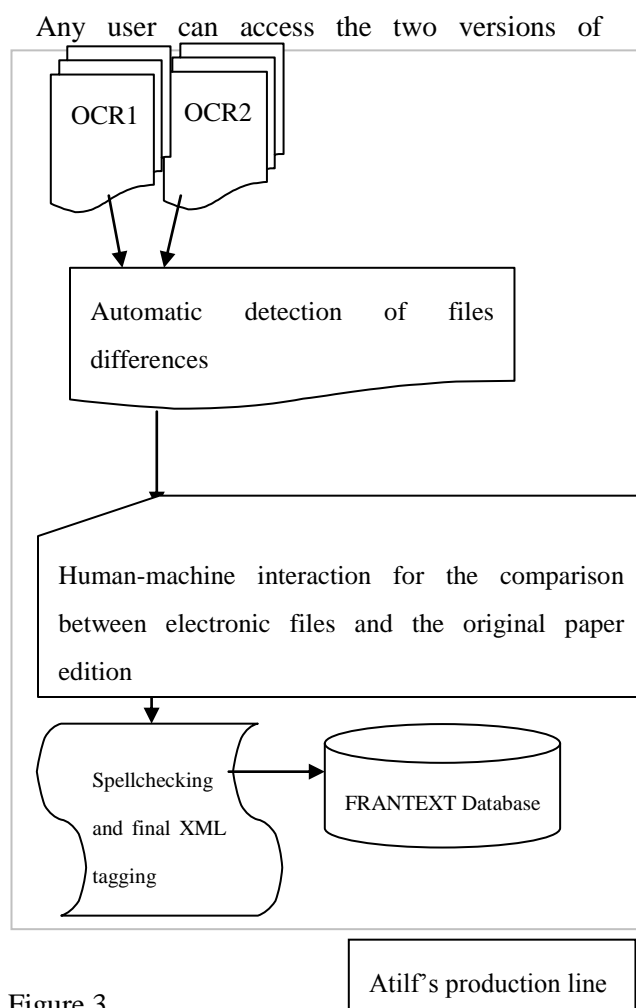 Any user can access the two versions of
OCR1
OCR2
Automatic detection of files
differences
Human-machine interaction for the comparison
between electronic files and the original paper
edition
Spellchecking
and final XML
tagging
FRANTEXT Database
Atilf's production line
Figure 3